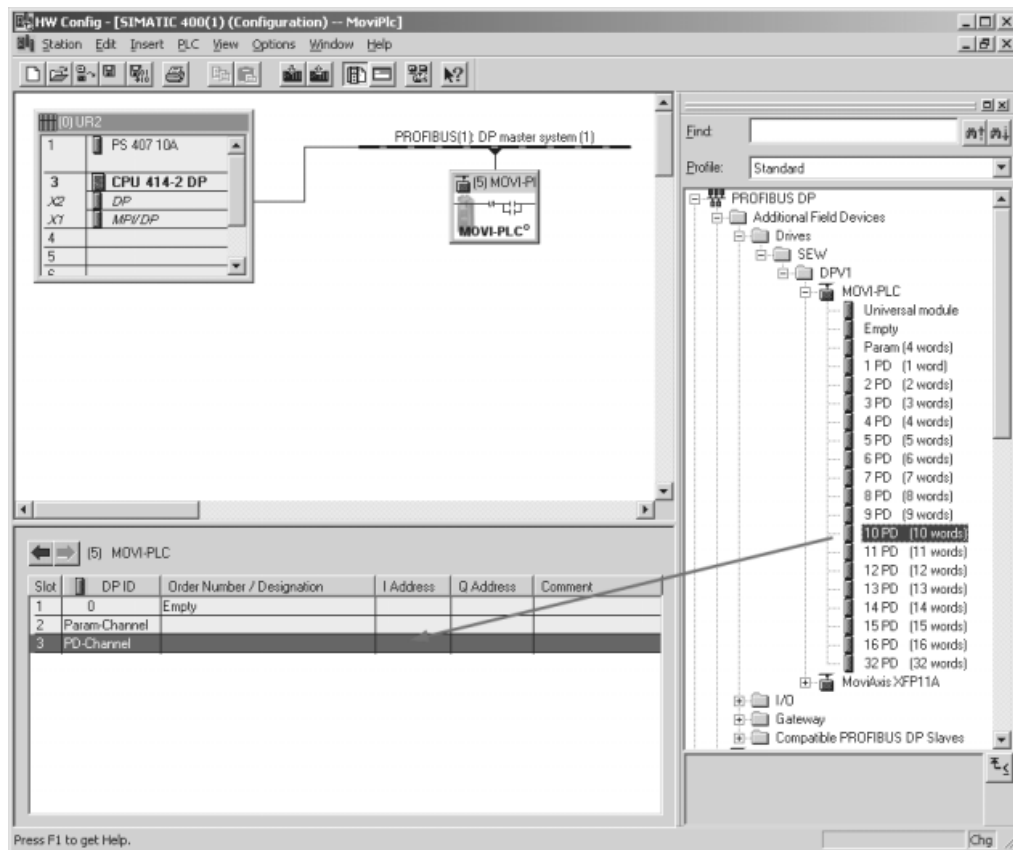 HW Config - [SIMATIC 400(1) (Configuration) -- MoviPlc]
Station Edit Insert PLC View Options Window Help
(0) UR2
1 PS 407 10A
3 CPU 414-2 DP
X2 DP
X1 MPI/DP
4
5
PROFIBUS(1): DP master system (1)
(5) MOVI-Pl
MOVI-PLC®
Find:
Profile: Standard
PROFIBUS DP
Additional Field Devices
Drives
SEW
DPV1
MOVI-PLC
Universal module
Empty
Param (4 words)
1 PD (1 word)
2 PD (2 words)
3 PD (3 words)
4 PD (4 words)
5 PD (5 words)
6 PD (6 words)
7 PD (7 words)
8 PD (8 words)
9 PD (9 words)
10 PD (10 words)
11 PD (11 words)
12 PD (12 words)
13 PD (13 words)
14 PD (14 words)
15 PD (15 words)
16 PD (16 words)
32 PD (32 words)
MoviAxis XFP11A
I/O
Gateway
Compatible PROFIBUS DP Slaves
(5) MOVI-PLC
Slot DP ID Order Number / Designation I Address Q Address Comment
1 0 Empty
2 Param-Channel
3 PD-Channel
Press F1 to get Help.
Chg